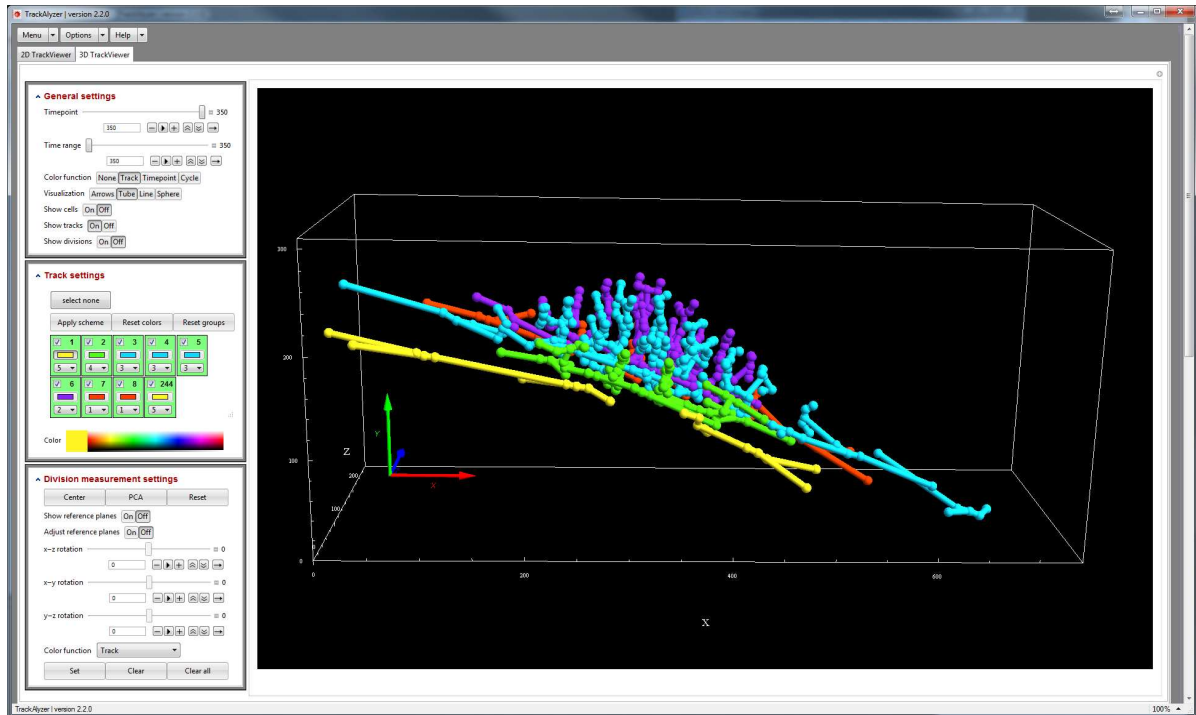 TrackAlyzer | version 2.2.0
Menu Options Help
2D TrackViewer 3D TrackViewer
General settings
Timepoint 350
350
Time range 350
350
Color function None Track Timepoint Cycle
Visualization Arrows Tube Line Sphere
Show cells On Off
Show tracks On Off
Show divisions On Off
Track settings
select none
Apply scheme Reset colors Reset groups
1 2 3 4 5
5 4 3 3 3
6 7 8 244
2 1 1 5
Color
Division measurement settings
Center PCA Reset
Show reference planes On Off
Adjust reference planes On Off
x-z rotation 0
0
x-y rotation 0
0
y-z rotation 0
0
Color function Track
Set Clear Clear all
300
200
100
0
Z
200
100
0
Y
X
0 200 400 600
X
TrackAlyzer | version 2.2.0 100%